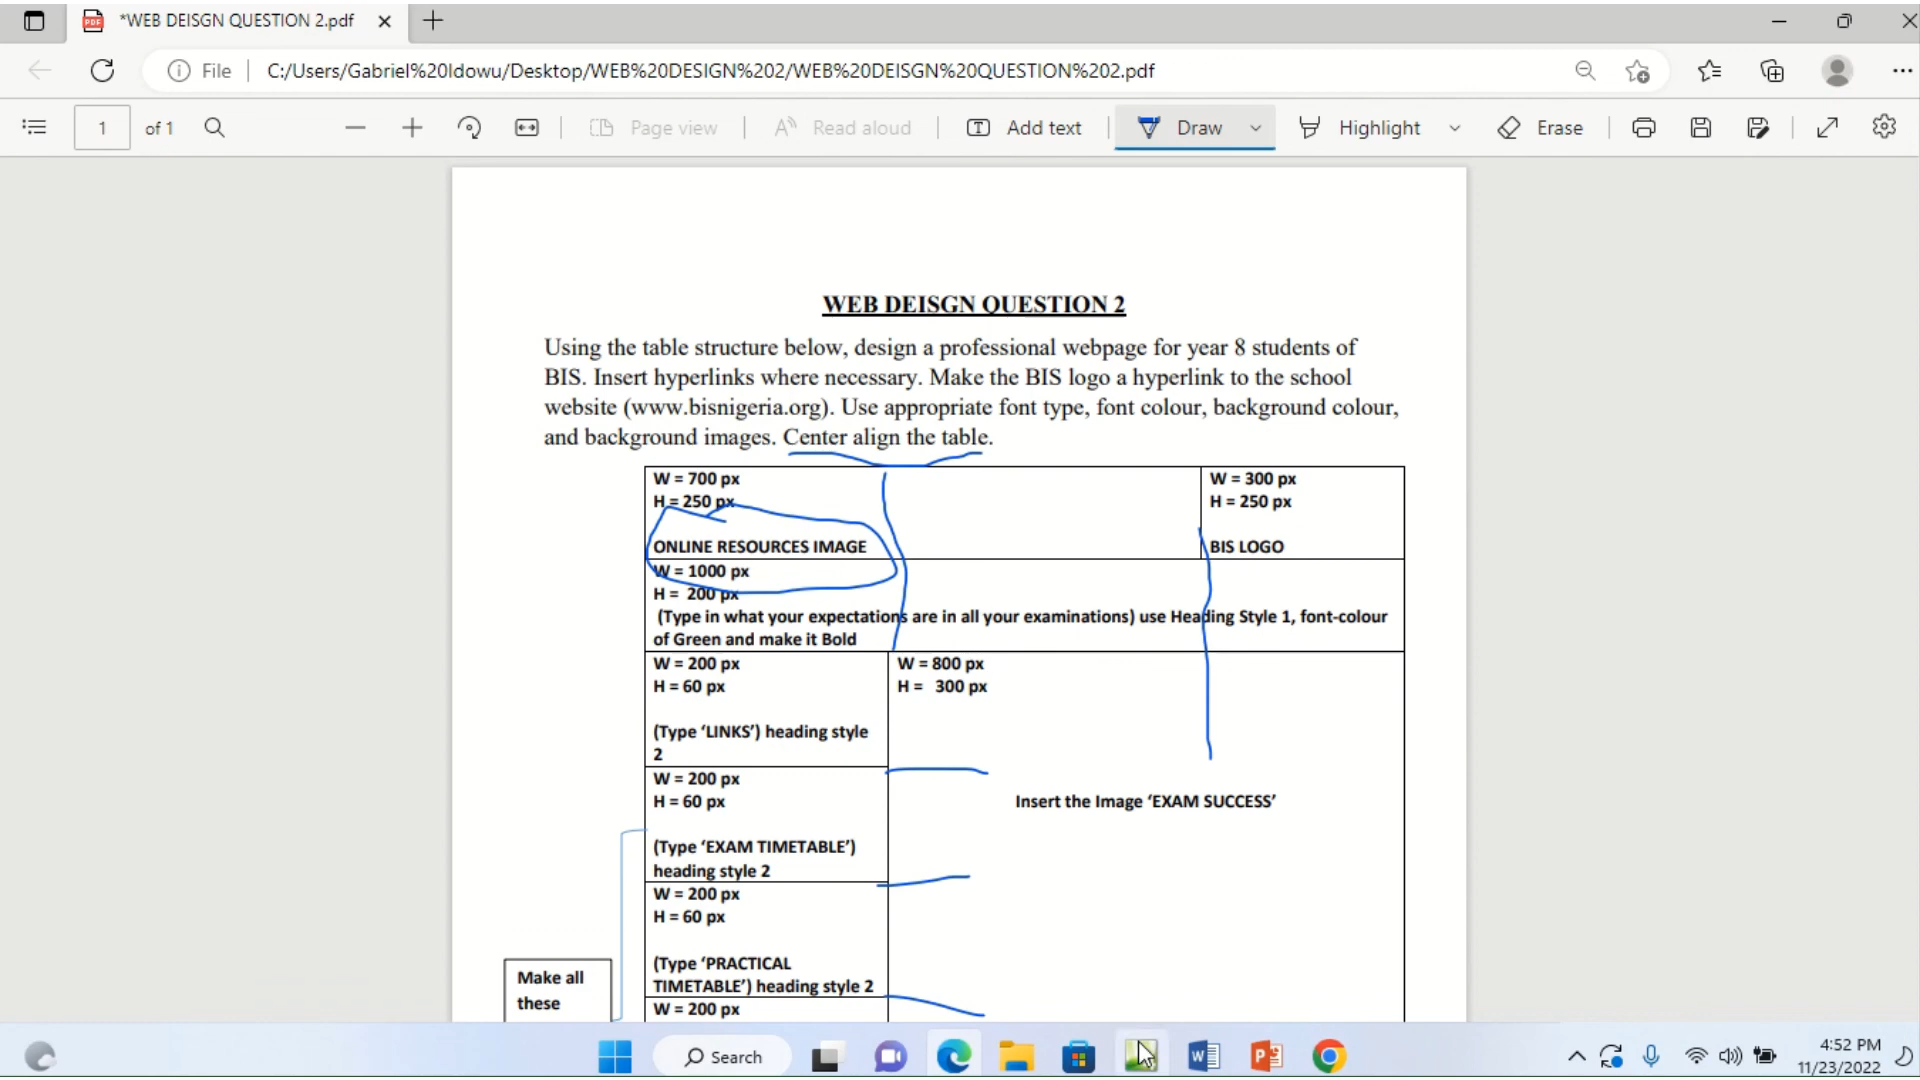 *WEB DEISGN QUESTION 2.pdf
File
C:/Users/Gabriel%20Idowu/Desktop/WEB%20DESIGN%202/WEB%20DEISGN%20QUESTION%202.pdf
1 of 1
Page view
Read aloud
Add text
Draw
Highlight
Erase
WEB DEISGN QUESTION 2
Using the table structure below, design a professional webpage for year 8 students of
BIS. Insert hyperlinks where necessary. Make the BIS logo a hyperlink to the school
website (www.bisnigeria.org). Use appropriate font type, font colour, background colour,
and background images. Center align the table.
W = 700 px
H = 250 px
ONLINE RESOURCES IMAGE
W = 300 px
H = 250 px
BIS LOGO
W = 1000 px
H = 200 px
(Type in what your expectations are in all your examinations) use Heading Style 1, font-colour
of Green and make it Bold
W = 200 px
H = 60 px
(Type ‘LINKS’) heading style
2
W = 800 px
H = 300 px
Insert the Image ‘EXAM SUCCESS’
W = 200 px
H = 60 px
(Type ‘EXAM TIMETABLE’)
heading style 2
W = 200 px
H = 60 px
(Type ‘PRACTICAL
TIMETABLE’) heading style 2
W = 200 px
Make all
these
Search
4:52 PM
11/23/2022